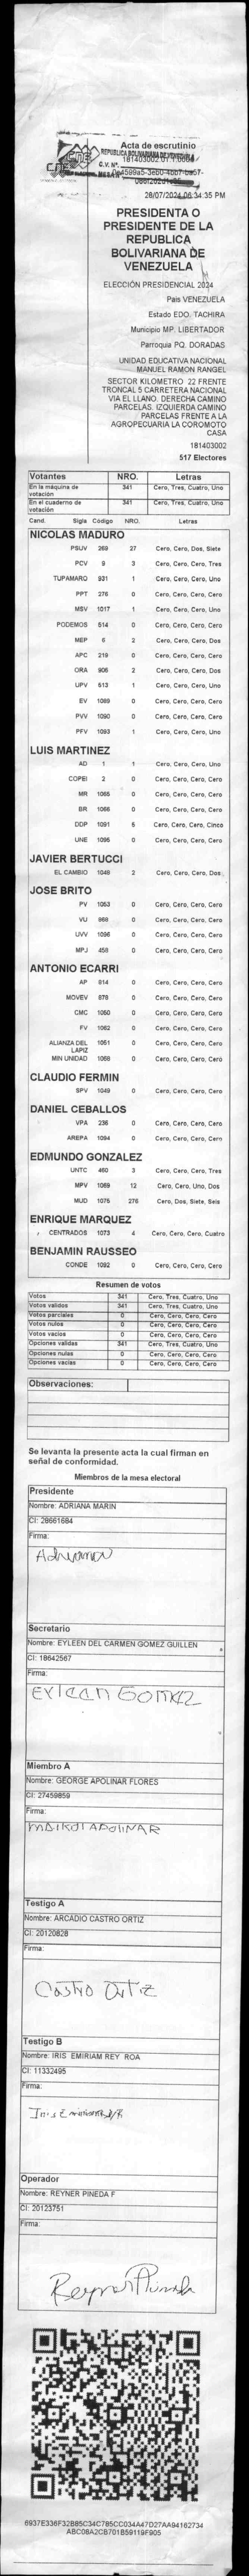 CNE
Acta de escrutinio
REPUBLICA BOLIVARIANA DE VENEZUELA
C.V. N°.
28/07/2024 06:34:35 PM
PRESIDENTA O
PRESIDENTE DE LA
REPUBLICA
BOLIVARIANA DE
VENEZUELA
ELECCIÓN PRESIDENCIAL 2024
Pais VENEZUELA
Estado EDO. TACHIRA
Municipio MP. LIBERTADOR
Parroquia PQ. DORADAS
UNIDAD EDUCATIVA NACIONAL
MANUEL RAMON RANGEL
SECTOR KILOMETRO 22 FRENTE
TRONCAL 5 CARRETERA NACIONAL
VIA EL LLANO. DERECHA CAMINO
PARCELAS. IZQUIERDA CAMINO
PARCELAS FRENTE A LA
AGROPECUARIA LA COROMOTO
CASA
181403002
517 Electores
Votantes NRO. Letras
En la máquina de votación 341 Cero, Tres, Cuatro, Uno
En el cuaderno de votación 341 Cero, Tres, Cuatro, Uno
Cand. Sigla Código NRO. Letras
NICOLAS MADURO
PSUV 269 27 Cero, Cero, Dos, Siete
PCV 9 3 Cero, Cero, Cero, Tres
TUPAMARO 931 1 Cero, Cero, Cero, Uno
PPT 276 0 Cero, Cero, Cero, Cero
MSV 1017 1 Cero, Cero, Cero, Uno
PODEMOS 514 0 Cero, Cero, Cero, Cero
MEP 6 2 Cero, Cero, Cero, Dos
APC 219 0 Cero, Cero, Cero, Cero
ORA 906 2 Cero, Cero, Cero, Dos
UPV 513 1 Cero, Cero, Cero, Uno
EV 1089 0 Cero, Cero, Cero, Cero
PVV 1090 0 Cero, Cero, Cero, Cero
PFV 1093 1 Cero, Cero, Cero, Uno
LUIS MARTINEZ
AD 1 1 Cero, Cero, Cero, Uno
COPEI 2 0 Cero, Cero, Cero, Cero
MR 1065 0 Cero, Cero, Cero, Cero
BR 1066 0 Cero, Cero, Cero, Cero
DDP 1091 5 Cero, Cero, Cero, Cinco
UNE 1095 0 Cero, Cero, Cero, Cero
JAVIER BERTUCCI
EL CAMBIO 1048 2 Cero, Cero, Cero, Dos
JOSE BRITO
PV 1053 0 Cero, Cero, Cero, Cero
VU 968 0 Cero, Cero, Cero, Cero
UVV 1096 0 Cero, Cero, Cero, Cero
MPJ 458 0 Cero, Cero, Cero, Cero
ANTONIO ECARRI
AP 814 0 Cero, Cero, Cero, Cero
MOVEV 878 0 Cero, Cero, Cero, Cero
CMC 1050 0 Cero, Cero, Cero, Cero
FV 1062 0 Cero, Cero, Cero, Cero
ALIANZA DEL LAPIZ 1051 0 Cero, Cero, Cero, Cero
MIN UNIDAD 1068 0 Cero, Cero, Cero, Cero
CLAUDIO FERMIN
SPV 1049 0 Cero, Cero, Cero, Cero
DANIEL CEBALLOS
VPA 236 0 Cero, Cero, Cero, Cero
AREPA 1094 0 Cero, Cero, Cero, Cero
EDMUNDO GONZALEZ
UNTC 460 3 Cero, Cero, Cero, Tres
MPV 1069 12 Cero, Cero, Uno, Dos
MUD 1075 276 Cero, Dos, Siete, Seis
ENRIQUE MARQUEZ
CENTRADOS 1073 4 Cero, Cero, Cero, Cuatro
BENJAMIN RAUSSEO
CONDE 1092 0 Cero, Cero, Cero, Cero
Resumen de votos
Votos 341 Cero, Tres, Cuatro, Uno
Votos validos 341 Cero, Tres, Cuatro, Uno
Votos parciales 0 Cero, Cero, Cero, Cero
Votos nulos 0 Cero, Cero, Cero, Cero
Votos vacios 0 Cero, Cero, Cero, Cero
Opciones validas 341 Cero, Tres, Cuatro, Uno
Opciones nulas 0 Cero, Cero, Cero, Cero
Opciones vacias 0 Cero, Cero, Cero, Cero
Observaciones:
Se levanta la presente acta la cual firman en
señal de conformidad.
Miembros de la mesa electoral
Presidente
Nombre: ADRIANA MARIN
CI: 28661684
Firma:
Adriana
Secretario
Nombre: EYLEEN DEL CARMEN GOMEZ GUILLEN
CI: 18642567
Firma:
Eyleen Gomez
Miembro A
Nombre: GEORGE APOLINAR FLORES
CI: 27459859
Firma:
APOLINAR
Testigo A
Nombre: ARCADIO CASTRO ORTIZ
CI: 20120828
Firma:
Castro Ortiz
Testigo B
Nombre: IRIS EMIRIAM REY ROA
CI: 11332495
Firma:
Iris
Operador
Nombre: REYNER PINEDA F
CI: 20123751
Firma:
Reyner Pineda
6937E336F32B85C34C785CC034A47D27AA94162734
ABC08A2CB701B59119F905